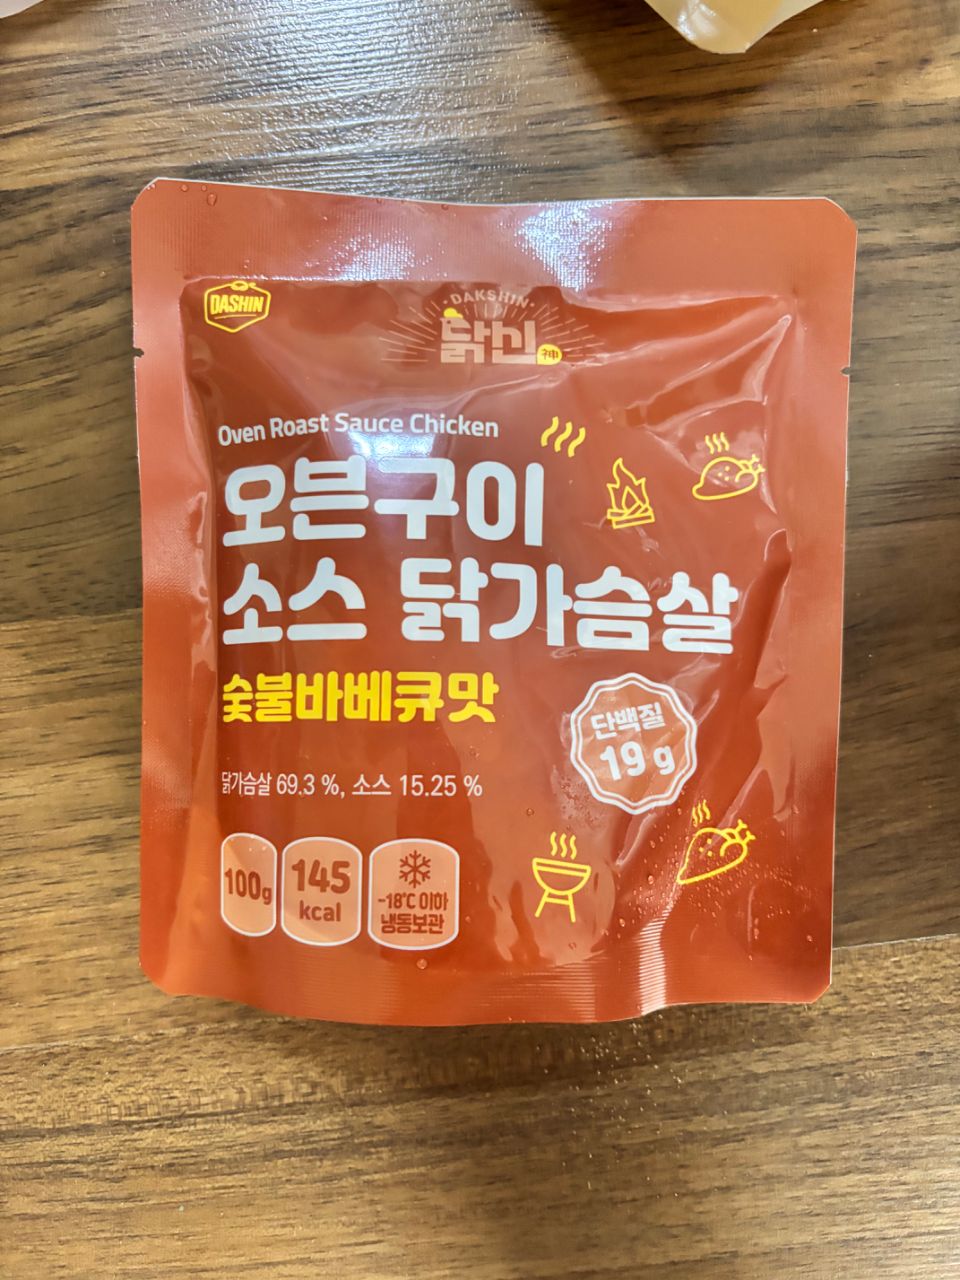 DASHIN
DAKSHIN
닭신 神
Oven Roast Sauce Chicken
오븐구이
소스 닭가슴살
숯불바베큐맛
단백질
19 g
닭가슴살 69.3 %, 소스 15.25 %
100g
145
kcal
-18℃ 이하
냉동보관